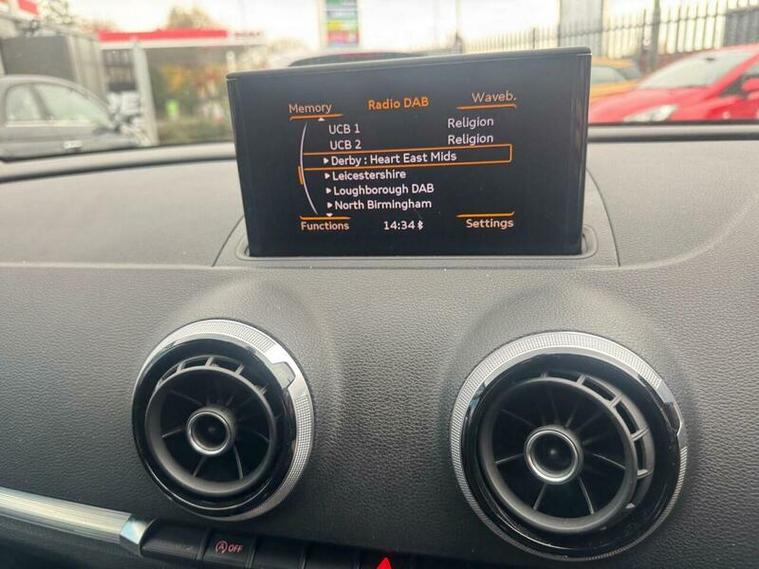 Memory Radio DAB Waveb.
UCB 1 Religion
UCB 2 Religion
Derby : Heart East Mids
Leicestershire
Loughborough DAB
North Birmingham
Functions 14:34 Settings
OFF